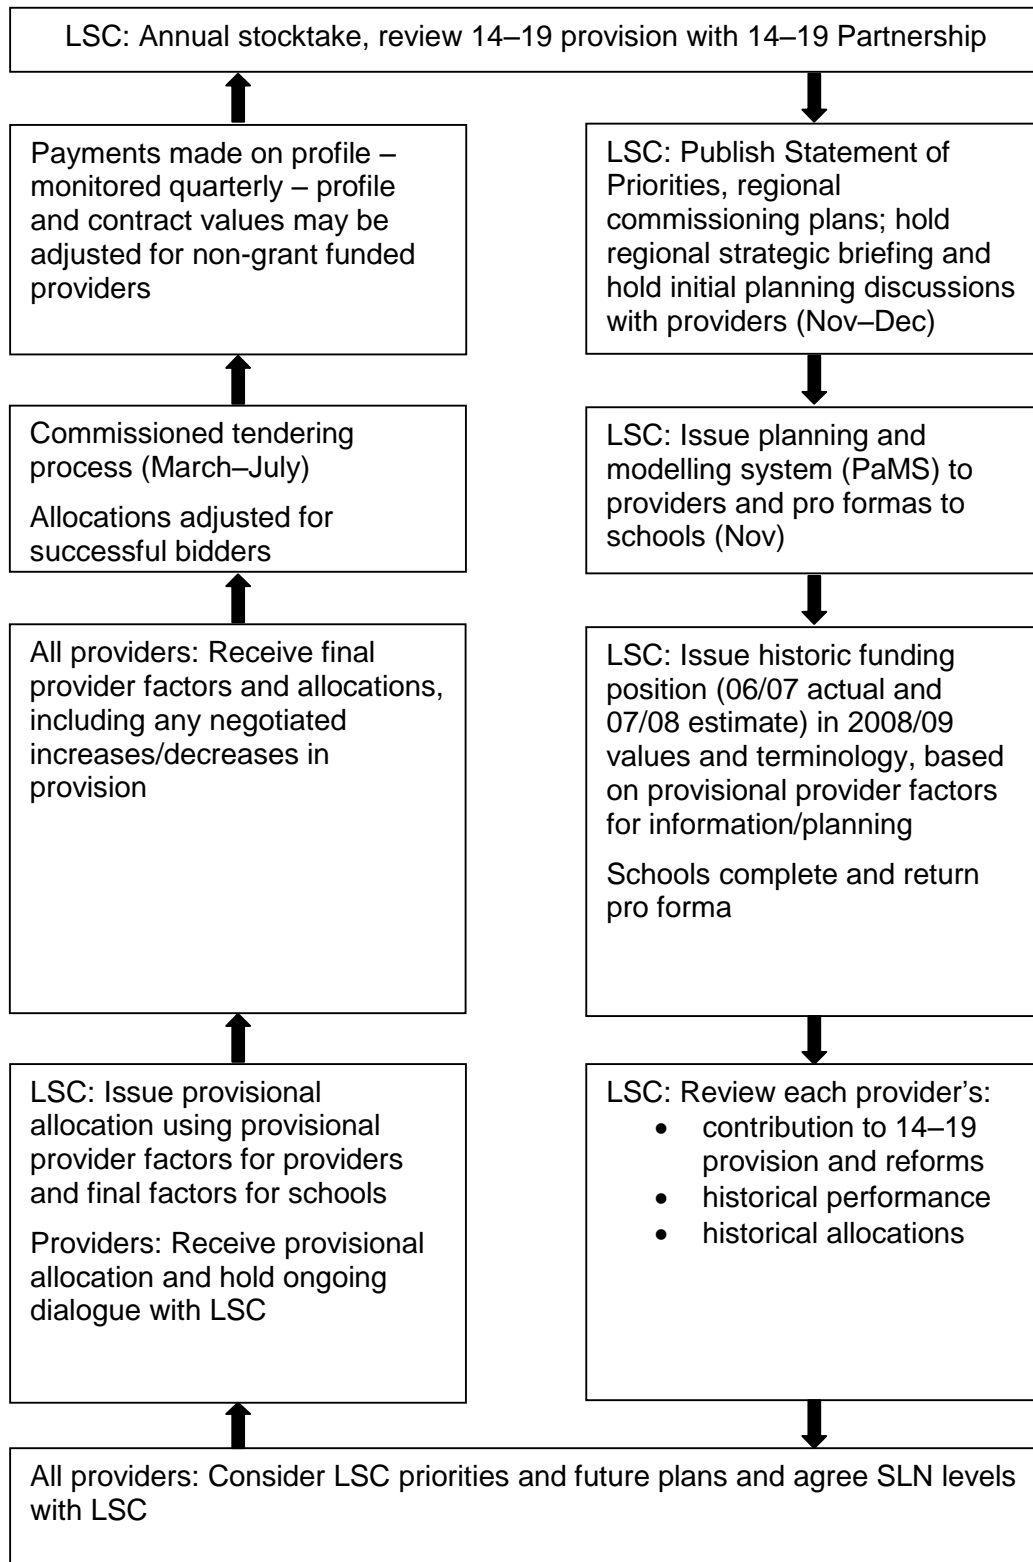 LSC: Annual stocktake, review 14–19 provision with 14–19 Partnership
Payments made on profile –
monitored quarterly – profile
and contract values may be
adjusted for non-grant funded
providers
LSC: Publish Statement of
Priorities, regional
commissioning plans; hold
regional strategic briefing and
hold initial planning discussions
with providers (Nov–Dec)
Commissioned tendering
process (March–July)
Allocations adjusted for
successful bidders
LSC: Issue planning and
modelling system (PaMS) to
providers and pro formas to
schools (Nov)
All providers: Receive final
provider factors and allocations,
including any negotiated
increases/decreases in
provision
LSC: Issue historic funding
position (06/07 actual and
07/08 estimate) in 2008/09
values and terminology, based
on provisional provider factors
for information/planning
Schools complete and return
pro forma
LSC: Issue provisional
allocation using provisional
provider factors for providers
and final factors for schools
Providers: Receive provisional
allocation and hold ongoing
dialogue with LSC
LSC: Review each provider's:
• contribution to 14–19
provision and reforms
• historical performance
• historical allocations
All providers: Consider LSC priorities and future plans and agree SLN levels
with LSC